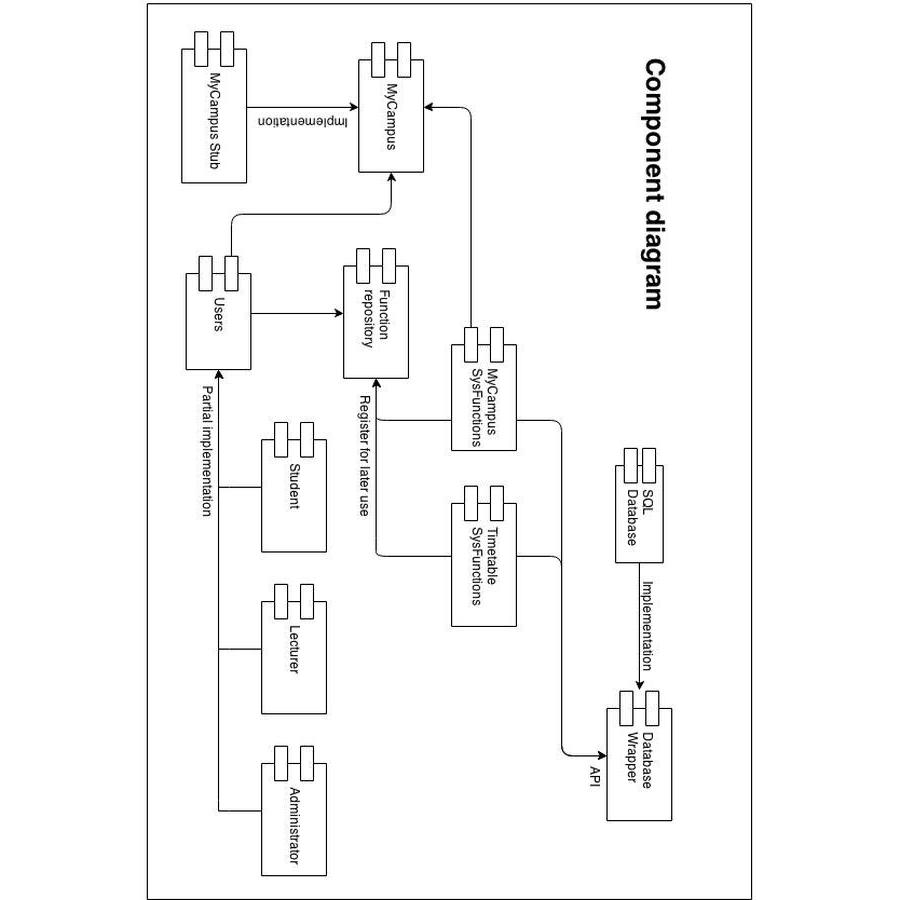 Component diagram
SQL
Database
Implementation
Database
Wrapper
API
MyCampus
SysFunctions
Timetable
SysFunctions
MyCampus
Function
repository
Register for later use
Implementation
MyCampus Stub
Users
Partial implementation
Student
Lecturer
Administrator